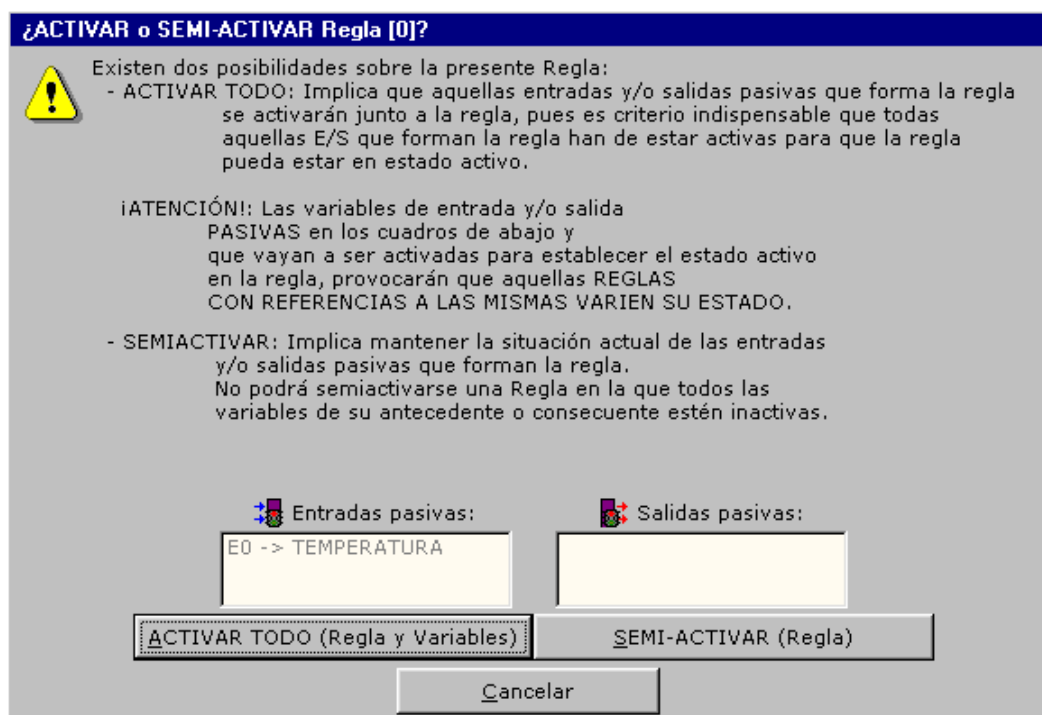 ¿ACTIVAR o SEMI-ACTIVAR Regla [0]?
Existen dos posibilidades sobre la presente Regla:
- ACTIVAR TODO: Implica que aquellas entradas y/o salidas pasivas que forma la regla
se activarán junto a la regla, pues es criterio indispensable que todas
aquellas E/S que forman la regla han de estar activas para que la regla
pueda estar en estado activo.
¡ATENCIÓN!: Las variables de entrada y/o salida
PASIVAS en los cuadros de abajo y
que vayan a ser activadas para establecer el estado activo
en la regla, provocarán que aquellas REGLAS
CON REFERENCIAS A LAS MISMAS VARIEN SU ESTADO.
- SEMIACTIVAR: Implica mantener la situación actual de las entradas
y/o salidas pasivas que forman la regla.
No podrá semiactivarse una Regla en la que todos las
variables de su antecedente o consecuente estén inactivas.
Entradas pasivas: Salidas pasivas:
E0 -> TEMPERATURA
ACTIVAR TODO (Regla y Variables) SEMI-ACTIVAR (Regla)
Cancelar